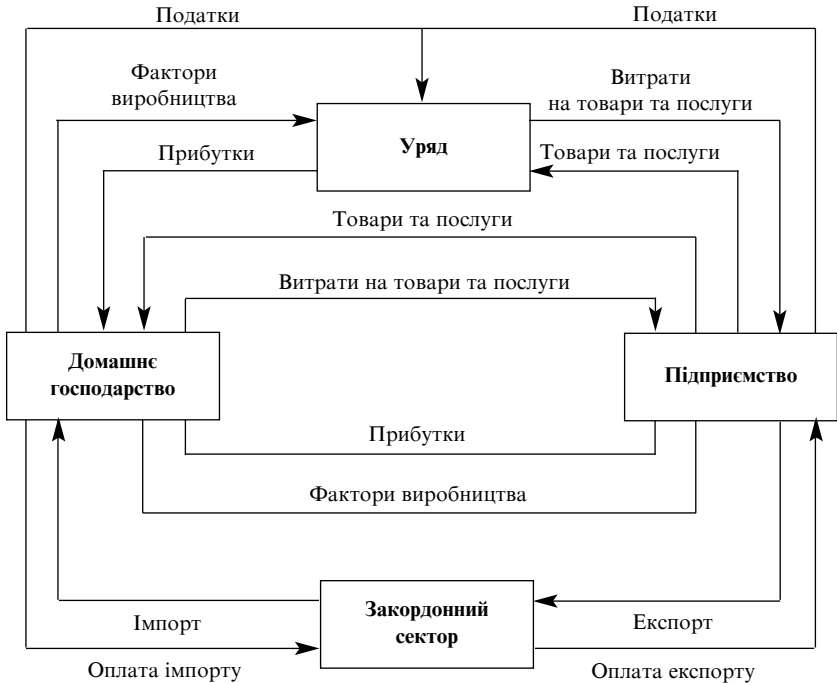 Податки
Податки
Фактори
виробництва
Витрати
на товари та послуги
Уряд
Прибутки
Товари та послуги
Товари та послуги
Витрати на товари та послуги
Домашнє
господарство
Підприємство
Прибутки
Фактори виробництва
Закордонний
сектор
Імпорт
Експорт
Оплата імпорту
Оплата експорту